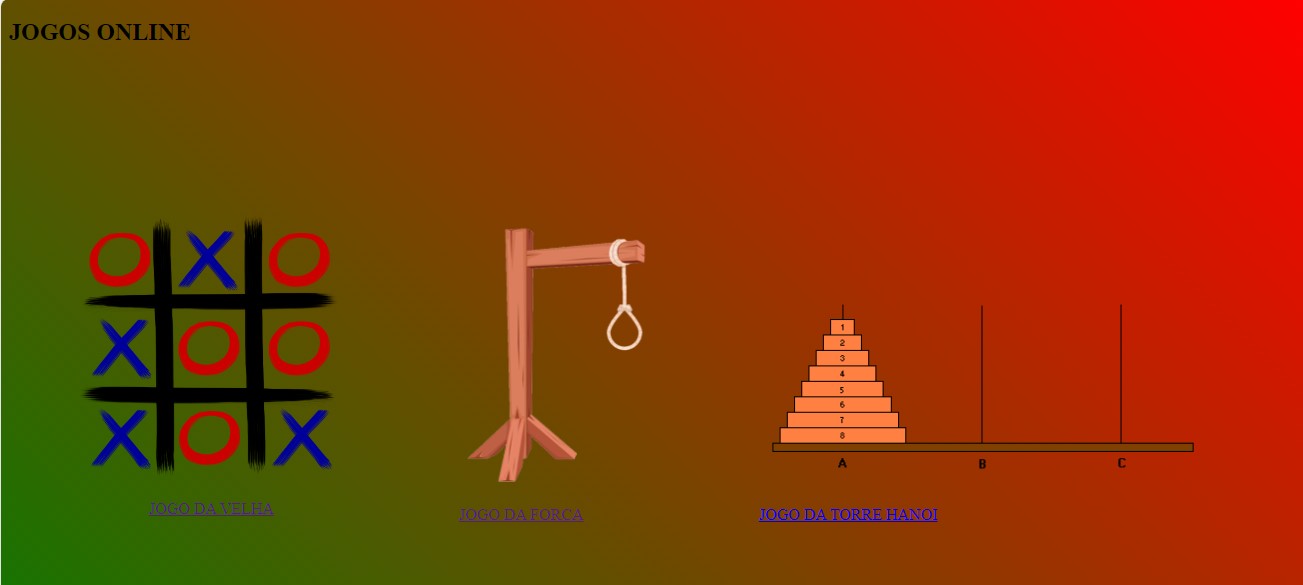 JOGOS ONLINE
O X O
X O O
X O X
1
2
3
4
5
6
7
8
A B C
JOGO DA VELHA
JOGO DA FORCA
JOGO DA TORRE HANOI